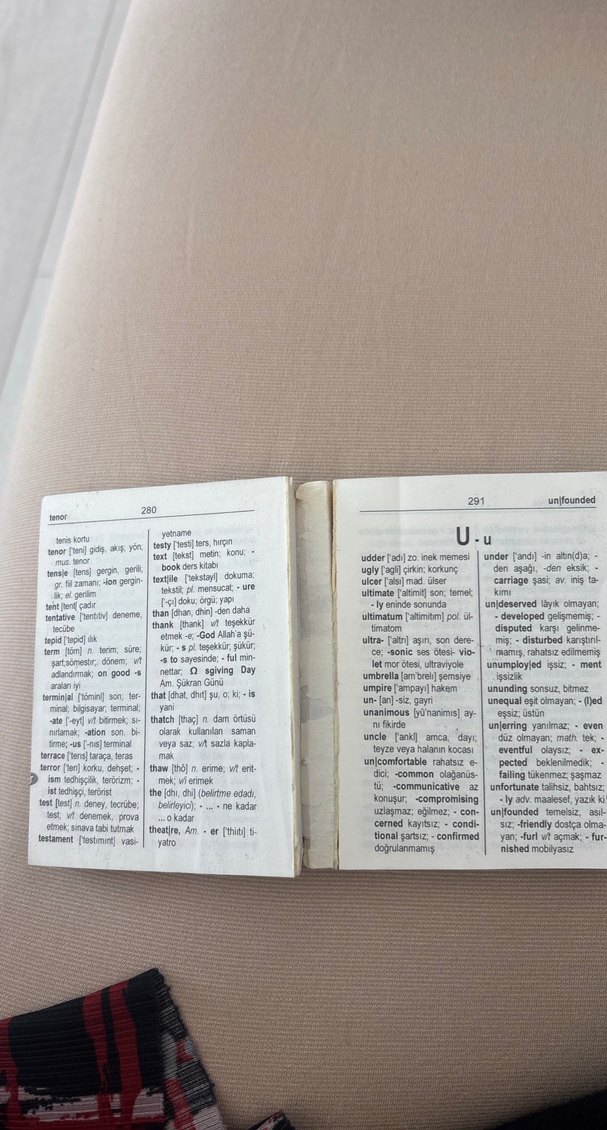 tenor 280
tenis kortu
tenor ['teni] gidiş, akış; yön,
mus. tenor
tens|e [tens] gergin, gerili;
gr. fiil zamanı; -ion gergin-
lik; el. gerilim
tent [tent] çadır
tentative ['tentitiv] deneme,
tecübe
tepid ['tepid] ılık
term [töm] n. terim; süre;
şart;sömestr; dönem; v/t
adlandırmak; on good -s
araları iyi
termin|al ['töminl] son; ter-
minal; bilgisayar; terminal;
-ate ['-eyt] v/t bitirmek; sı-
nırlamak; -ation son. bi-
tirme; -us [-nıs] terminal
terrace ['terıs] taraça, teras
terror ['terı] korku, dehşet; -
ism tedhişçilik, terörizm; -
ist tedhişçi, terörist
test [test] n. deney, tecrübe;
test; v/t denemek, prova
etmek; sınava tabi tutmak
testament ['testımınt] vasi-
yetname
testy ['testi] ters, hırçın
text [tekst] metin; konu; -
book ders kitabı
text|ile ['tekstayl] dokuma;
tekstil; pl. mensucat; - ure
['-çı] doku; örgü; yapı
than [dhan, dhin] -den daha
thank [thank] v/t teşekkür
etmek -e; -God Allah'a şü-
kür; - s pl. teşekkür; şükür;
-s to sayesinde; - ful min-
nettar; Ω sgiving Day
Am. Şükran Günü
that [dhat, dhıt] şu, o; ki; - is
yani
thatch [thaç] n. dam örtüsü
olarak kullanılan saman
veya saz; v/t sazla kapla-
mak
thaw [thô] n. erime; v/t erit-
mek; v/i erimek
the [dhı, dhi] (belirtme edadı,
belirleyici); - ... - ne kadar
... o kadar
theat|re, Am. - er ['thiıtı] ti-
yatro
291 un|founded
U - u
udder ['adı] zo. inek memesi
ugly ['agli] çirkin; korkunç
ulcer ['alsı] mad. ülser
ultimate ['altimit] son; temel;
- ly eninde sonunda
ultimatum ['altimitım] pol. ül-
timatom
ultra- ['altrı] aşırı, son dere-
ce; -sonic ses ötesi- vio-
let mor ötesi, ultraviyole
umbrella [am'brelı] şemsiye
umpire ['ampayı] hakem
un- [an] -siz, gayri
unanimous [yû'nanimıs] ay-
nı fikirde
uncle ['ankl] amca, dayı;
teyze veya halanın kocası
un|comfortable rahatsız e-
dici; -common olağanüs-
tü; -communicative az
konuşur; -compromising
uzlaşmaz; eğilmez; - con-
cerned kayıtsız; - condi-
tional şartsız; - confirmed
doğrulanmamış
under ['andı] -in altın(d)a; -
den aşağı, -den eksik; -
carriage şasi; av. iniş ta-
kımı
un|deserved lâyık olmayan;
- developed gelişmemiş; -
disputed karşı gelinme-
miş; - disturbed karıştırıl-
mamış, rahatsız edilmemiş
unumploy|ed işsiz; - ment
işsizlik
ununding sonsuz, bitmez
unequal eşit olmayan; - (l)ed
eşsiz; üstün
un|erring yanılmaz; - even
düz olmayan; math. tek; -
eventful olaysız; - ex-
pected beklenilmedik; -
failing tükenmez; şaşmaz
unfortunate talihsiz, bahtsız;
- ly adv. maalesef, yazık ki
un|founded temelsiz, asıl-
sız; -friendly dostça olma-
yan; -furl v/t açmak; - fur-
nished mobilyasız